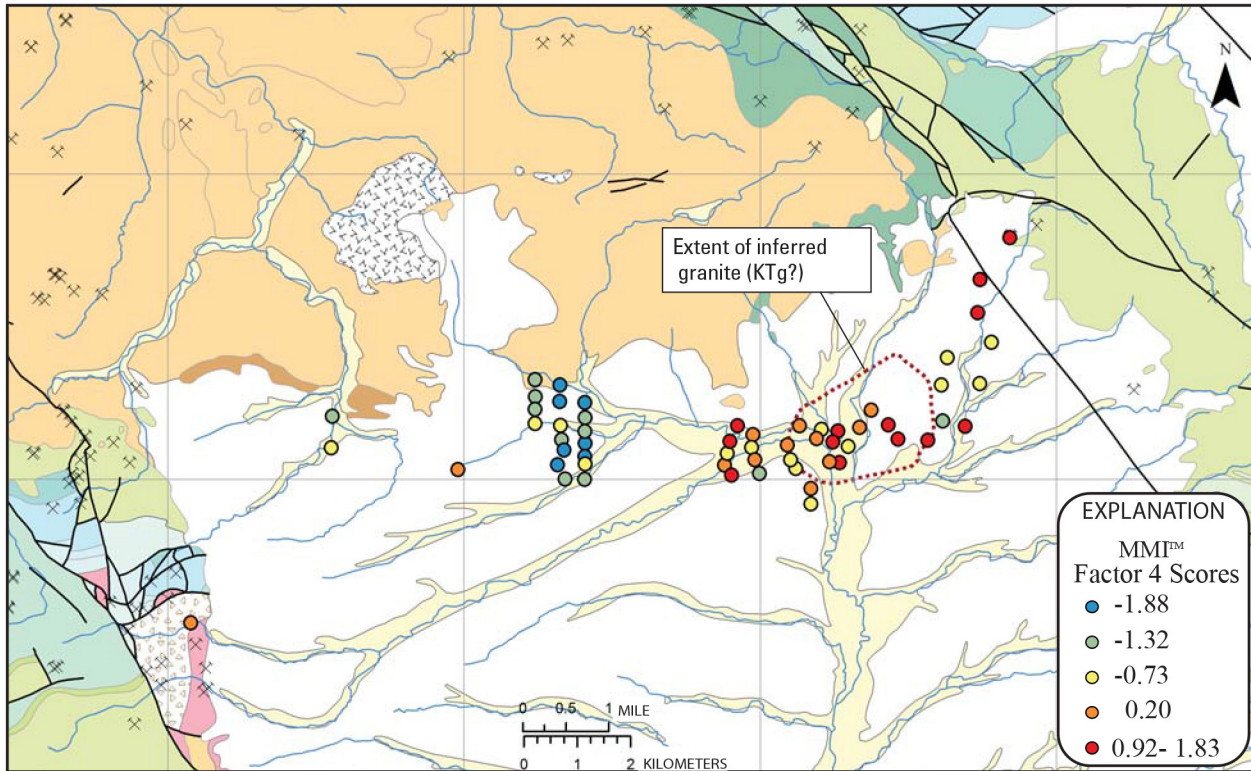 N
Extent of inferred
granite (KTg?)
EXPLANATION
MMI™
Factor 4 Scores
-1.88
-1.32
-0.73
0.20
0.92- 1.83
0 0.5 1 MILE
0 1 2 KILOMETERS